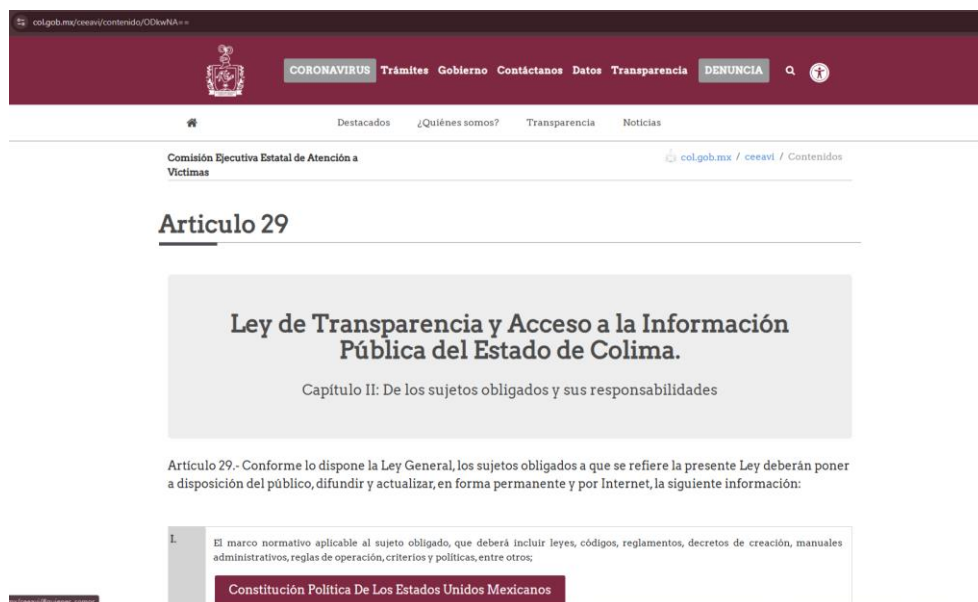 col.gob.mx/ceeavi/contenido/ODkwNA==
CORONAVIRUS Trámites Gobierno Contáctanos Datos Transparencia DENUNCIA
Destacados ¿Quiénes somos? Transparencia Noticias
Comisión Ejecutiva Estatal de Atención a
Víctimas
col.gob.mx / ceeavi / Contenidos
Artículo 29
Ley de Transparencia y Acceso a la Información
Pública del Estado de Colima.
Capítulo II: De los sujetos obligados y sus responsabilidades
Artículo 29.- Conforme lo dispone la Ley General, los sujetos obligados a que se refiere la presente Ley deberán poner
a disposición del público, difundir y actualizar, en forma permanente y por Internet, la siguiente información:
I.
El marco normativo aplicable al sujeto obligado, que deberá incluir leyes, códigos, reglamentos, decretos de creación, manuales
administrativos, reglas de operación, criterios y políticas, entre otros;
Constitución Política De Los Estados Unidos Mexicanos